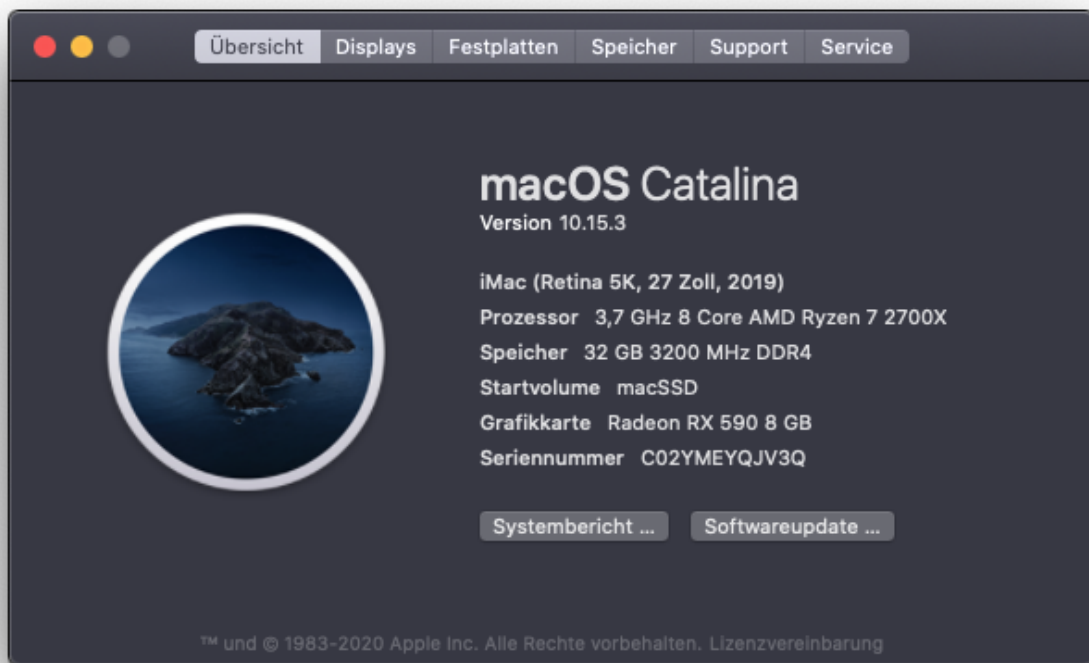 Übersicht Displays Festplatten Speicher Support Service
macOS Catalina
Version 10.15.3
iMac (Retina 5K, 27 Zoll, 2019)
Prozessor 3,7 GHz 8 Core AMD Ryzen 7 2700X
Speicher 32 GB 3200 MHz DDR4
Startvolume macSSD
Grafikkarte Radeon RX 590 8 GB
Seriennummer C02YMEYQJV3Q
Systembericht ... Softwareupdate ...
™ und © 1983-2020 Apple Inc. Alle Rechte vorbehalten. Lizenzvereinbarung